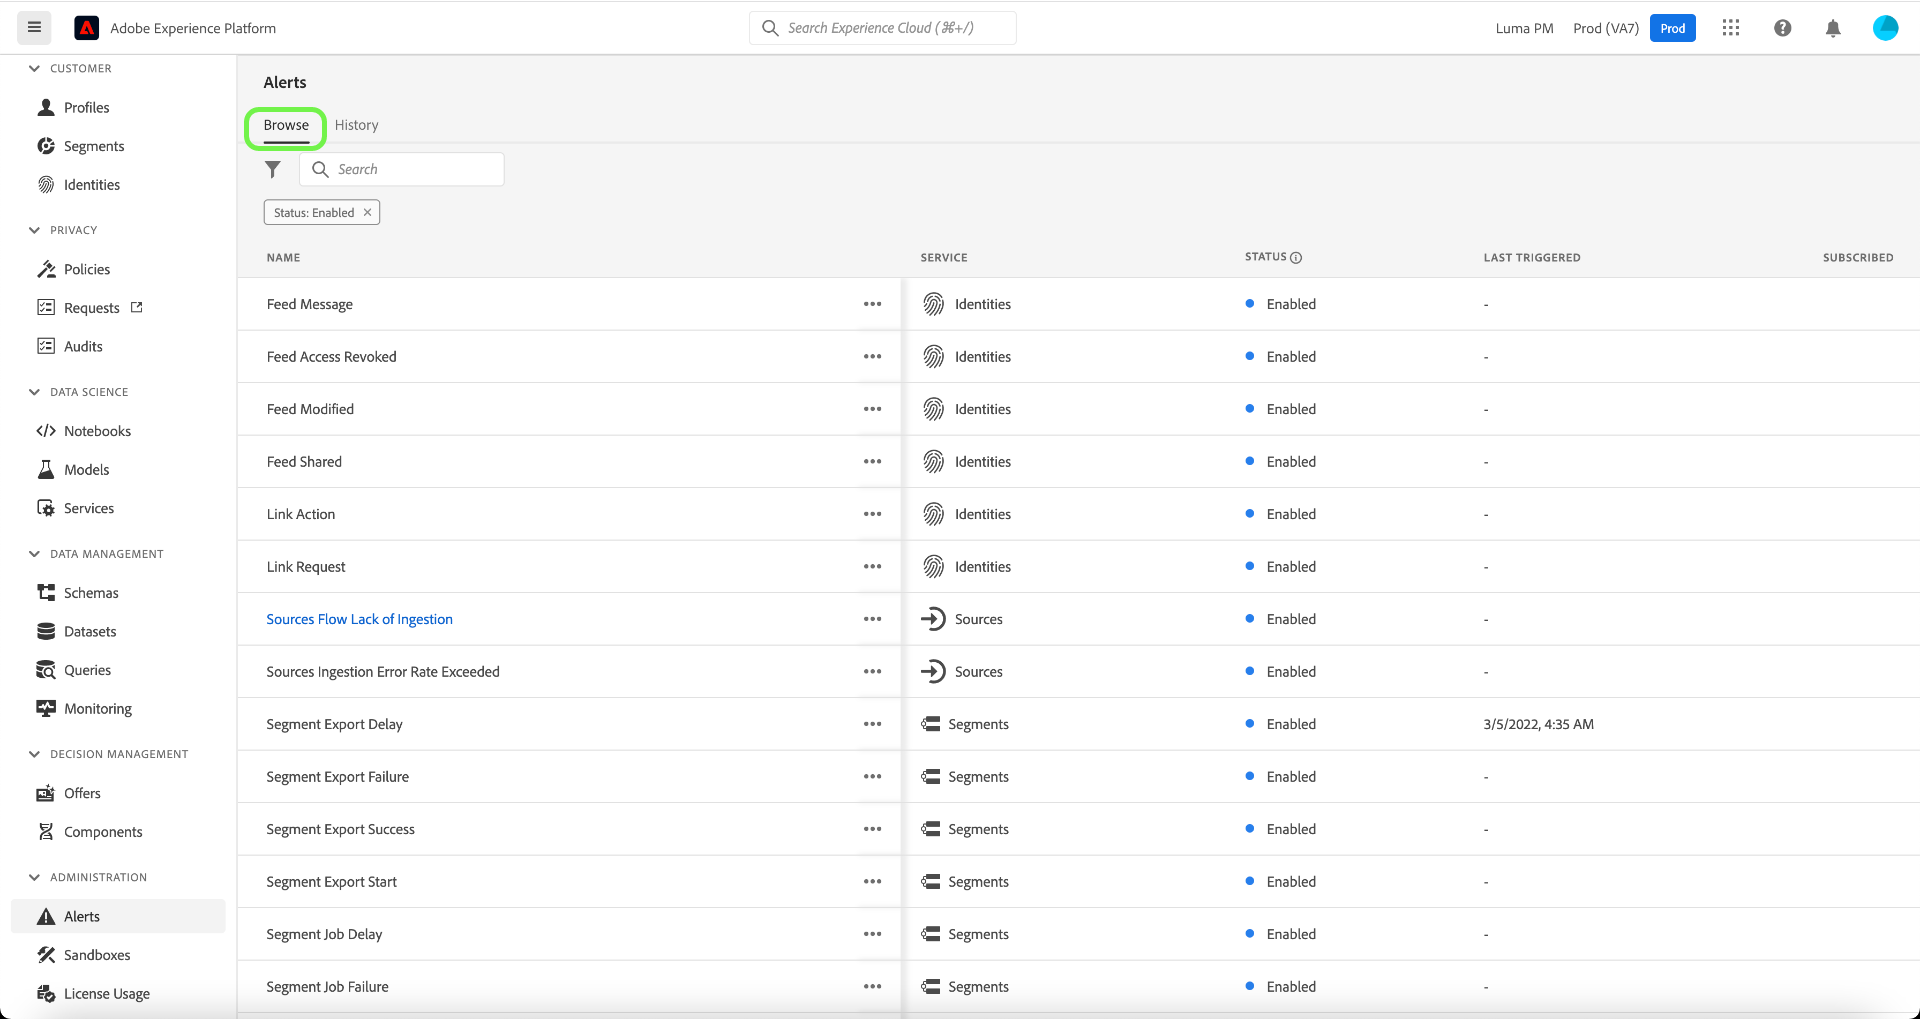 Adobe Experience Platform
Search Experience Cloud (⌘+/)
Luma PM
Prod (VA7)
Prod
CUSTOMER
Profiles
Segments
Identities
PRIVACY
Policies
Requests
Audits
DATA SCIENCE
Notebooks
Models
Services
DATA MANAGEMENT
Schemas
Datasets
Queries
Monitoring
DECISION MANAGEMENT
Offers
Components
ADMINISTRATION
Alerts
Sandboxes
License Usage
Alerts
Browse History
Search
Status: Enabled ×
NAME SERVICE STATUS LAST TRIGGERED SUBSCRIBED
Feed Message ••• Identities Enabled -
Feed Access Revoked ••• Identities Enabled -
Feed Modified ••• Identities Enabled -
Feed Shared ••• Identities Enabled -
Link Action ••• Identities Enabled -
Link Request ••• Identities Enabled -
Sources Flow Lack of Ingestion ••• Sources Enabled -
Sources Ingestion Error Rate Exceeded ••• Sources Enabled -
Segment Export Delay ••• Segments Enabled 3/5/2022, 4:35 AM
Segment Export Failure ••• Segments Enabled -
Segment Export Success ••• Segments Enabled -
Segment Export Start ••• Segments Enabled -
Segment Job Delay ••• Segments Enabled -
Segment Job Failure ••• Segments Enabled -